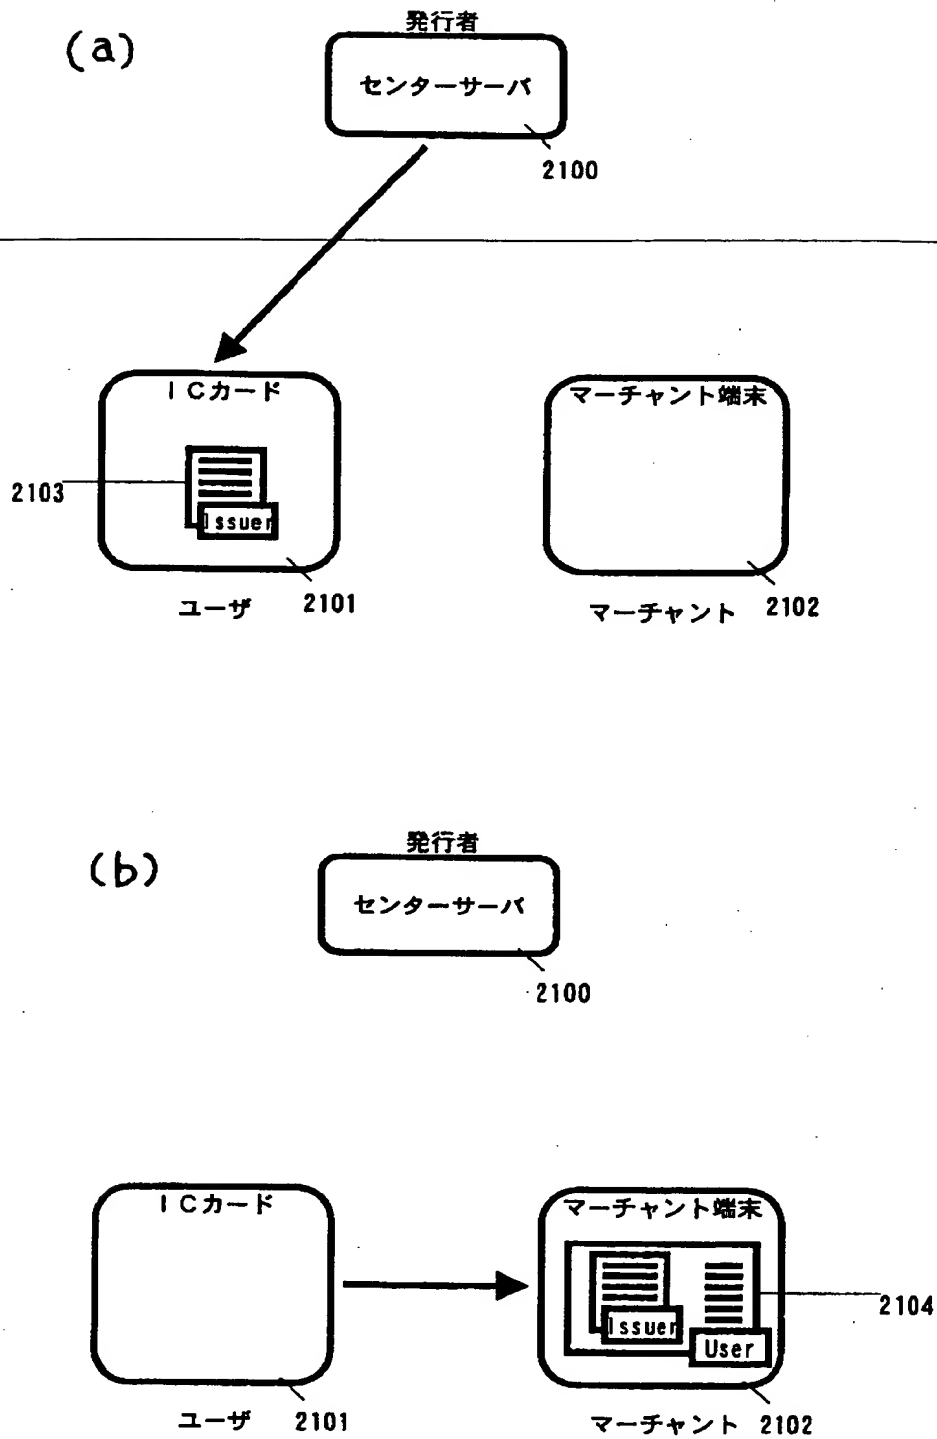 (a)
発行者
センターサーバ
2100
ICカード
マーチャント端末
2103
Issuer
2101
2102
ユーザ
マーチャント
(b)
発行者
センターサーバ
2100
ICカード
マーチャント端末
2104
Issuer
User
ユーザ
2101
マーチャント
2102